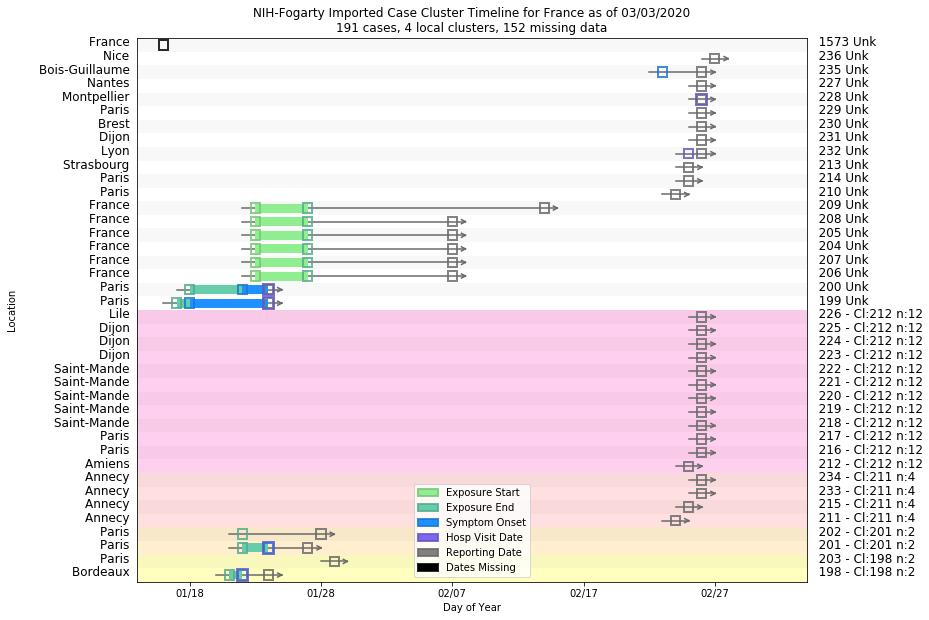 NIH-Fogarty Imported Case Cluster Timeline for France as of 03/03/2020
191 cases, 4 local clusters, 152 missing data
France 1573 Unk
Nice 236 Unk
Bois-Guillaume 235 Unk
Nantes 227 Unk
Montpellier 228 Unk
Paris 229 Unk
Brest 230 Unk
Dijon 231 Unk
Lyon 232 Unk
Strasbourg 213 Unk
Paris 214 Unk
Paris 210 Unk
France 209 Unk
France 208 Unk
France 205 Unk
France 204 Unk
France 207 Unk
France 206 Unk
Paris 200 Unk
Paris 199 Unk
Lile 226 - Cl:212 n:12
Dijon 225 - Cl:212 n:12
Dijon 224 - Cl:212 n:12
Dijon 223 - Cl:212 n:12
Saint-Mande 222 - Cl:212 n:12
Saint-Mande 221 - Cl:212 n:12
Saint-Mande 220 - Cl:212 n:12
Saint-Mande 219 - Cl:212 n:12
Saint-Mande 218 - Cl:212 n:12
Paris 217 - Cl:212 n:12
Paris 216 - Cl:212 n:12
Amiens 212 - Cl:212 n:12
Annecy 234 - Cl:211 n:4
Annecy 233 - Cl:211 n:4
Annecy 215 - Cl:211 n:4
Annecy 211 - Cl:211 n:4
Paris 202 - Cl:201 n:2
Paris 201 - Cl:201 n:2
Paris 203 - Cl:198 n:2
Bordeaux 198 - Cl:198 n:2
Location
Exposure Start
Exposure End
Symptom Onset
Hosp Visit Date
Reporting Date
Dates Missing
01/18 01/28 02/07 02/17 02/27
Day of Year